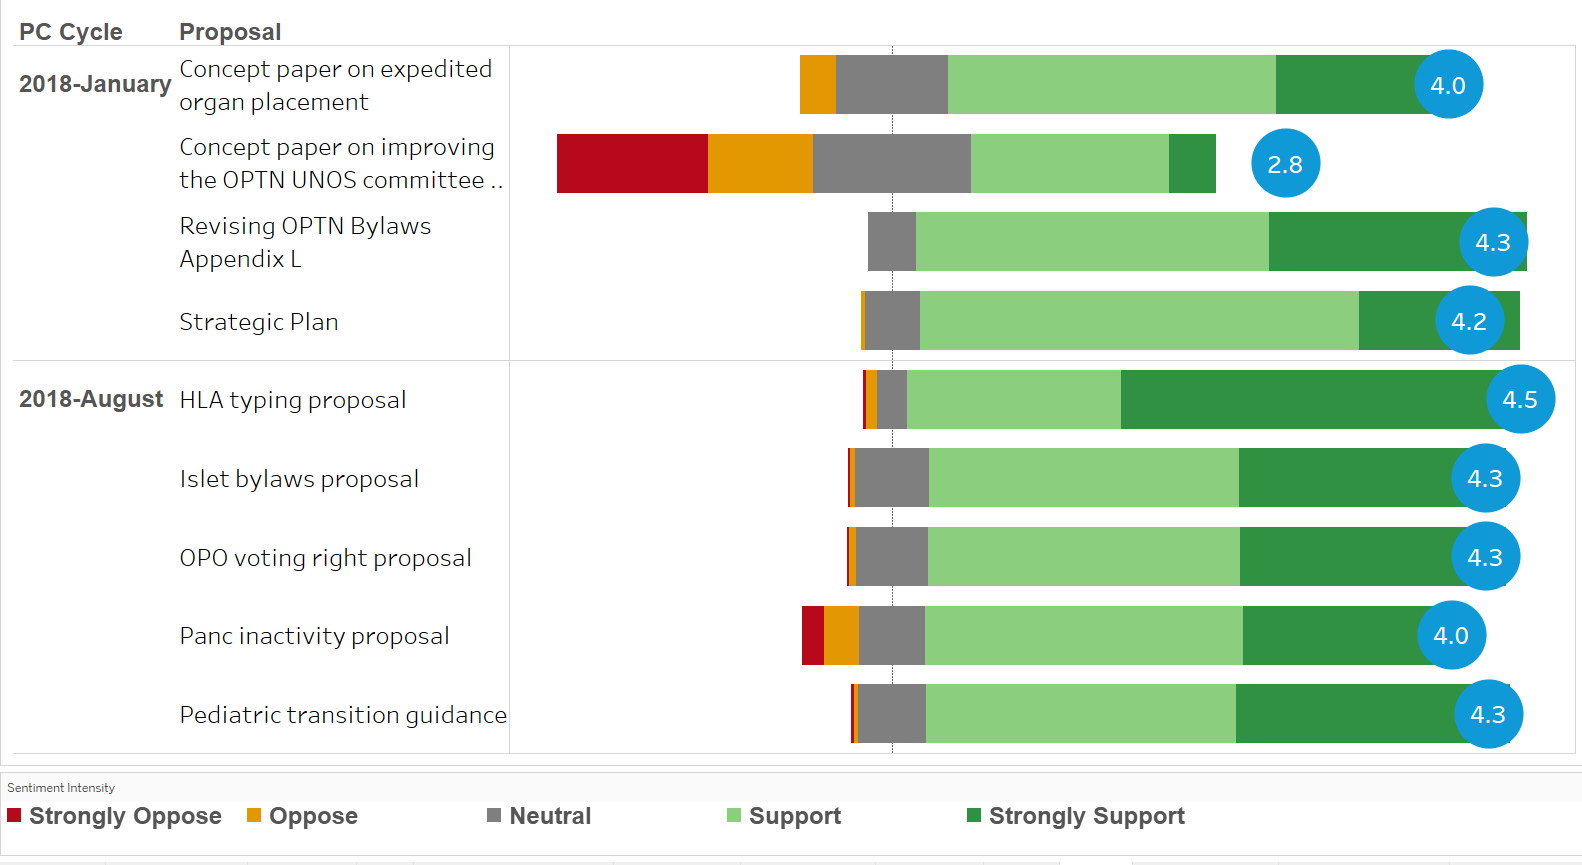 PC Cycle Proposal
2018-January
Concept paper on expedited
organ placement
4.0
Concept paper on improving
the OPTN UNOS committee ..
2.8
Revising OPTN Bylaws
Appendix L
4.3
Strategic Plan
4.2
2018-August
HLA typing proposal
4.5
Islet bylaws proposal
4.3
OPO voting right proposal
4.3
Panc inactivity proposal
4.0
Pediatric transition guidance
4.3
Sentiment Intensity
Strongly Oppose Oppose Neutral Support Strongly Support